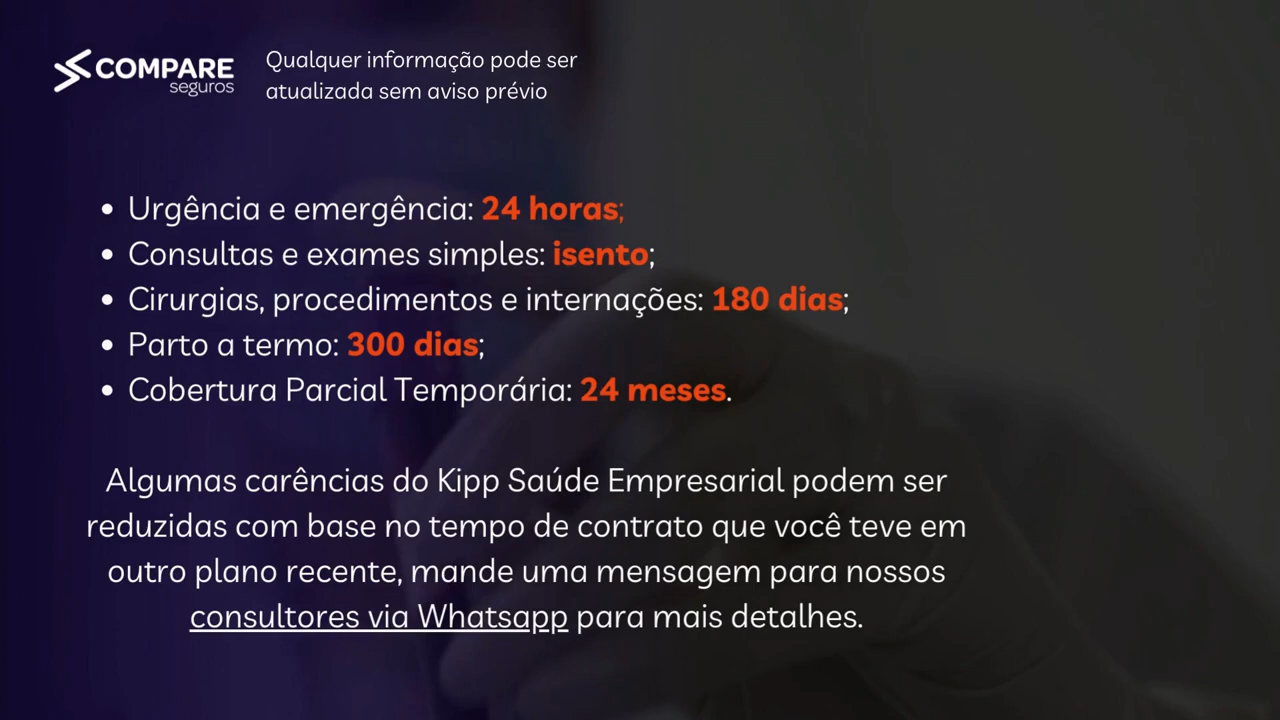 COMPARE
seguros
Qualquer informação pode ser
atualizada sem aviso prévio
• Urgência e emergência: 24 horas;
• Consultas e exames simples: isento;
• Cirurgias, procedimentos e internações: 180 dias;
• Parto a termo: 300 dias;
• Cobertura Parcial Temporária: 24 meses.
Algumas carências do Kipp Saúde Empresarial podem ser
reduzidas com base no tempo de contrato que você teve em
outro plano recente, mande uma mensagem para nossos
consultores via Whatsapp para mais detalhes.